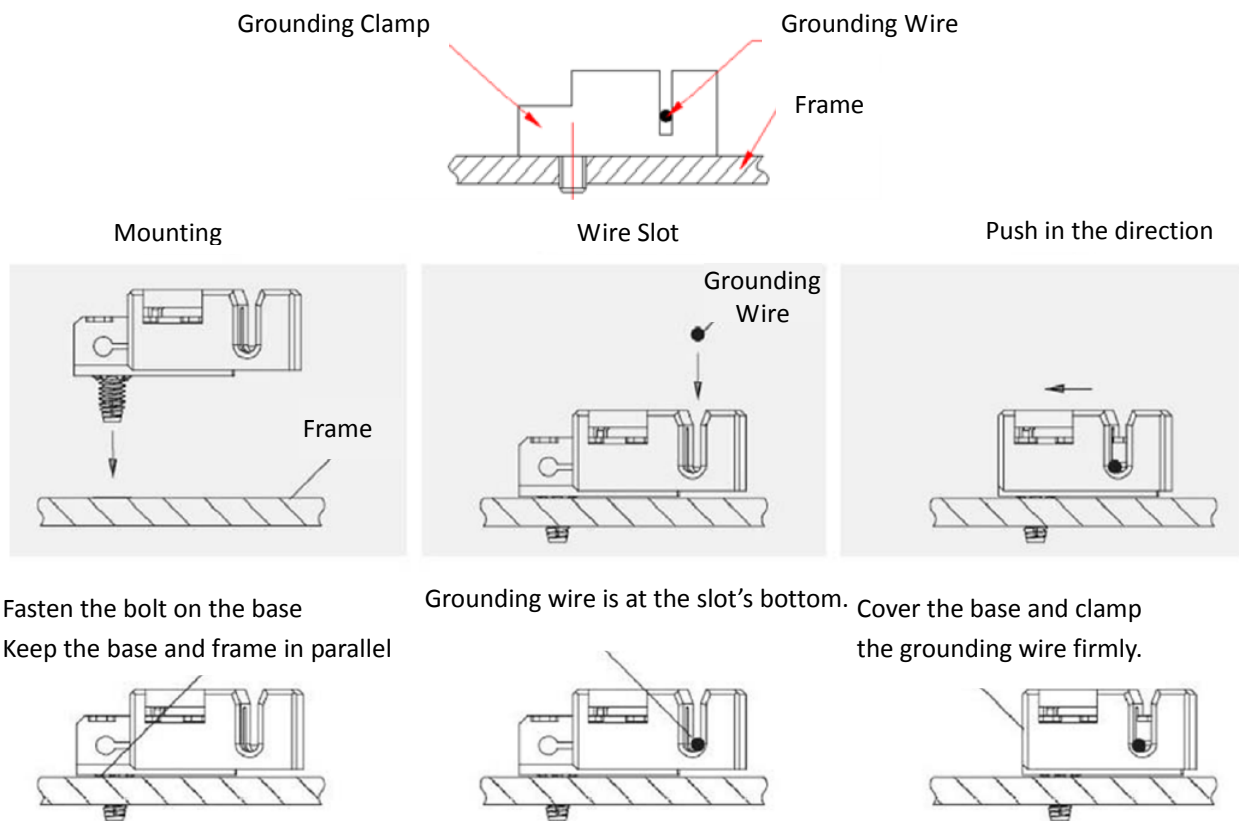 Grounding Clamp
Grounding Wire
Frame
Mounting
Wire Slot
Push in the direction
Grounding
Wire
Frame
Fasten the bolt on the base
Keep the base and frame in parallel
Grounding wire is at the slot’s bottom.
Cover the base and clamp
the grounding wire firmly.